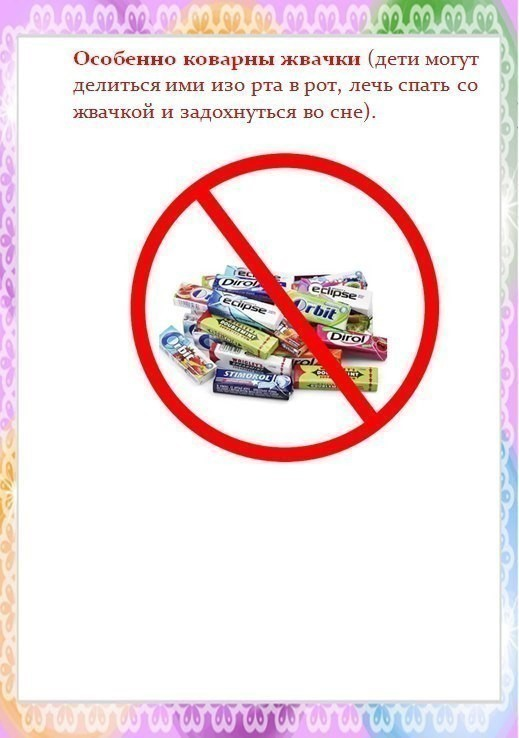 Особенно коварны жвачки (дети могут
делиться ими изо рта в рот, лечь спать со
жвачкой и задохнуться во сне).
eclipse
Dirol
eclipse
eclipse
Orbit
Dirol
Orbit
STIMOROL